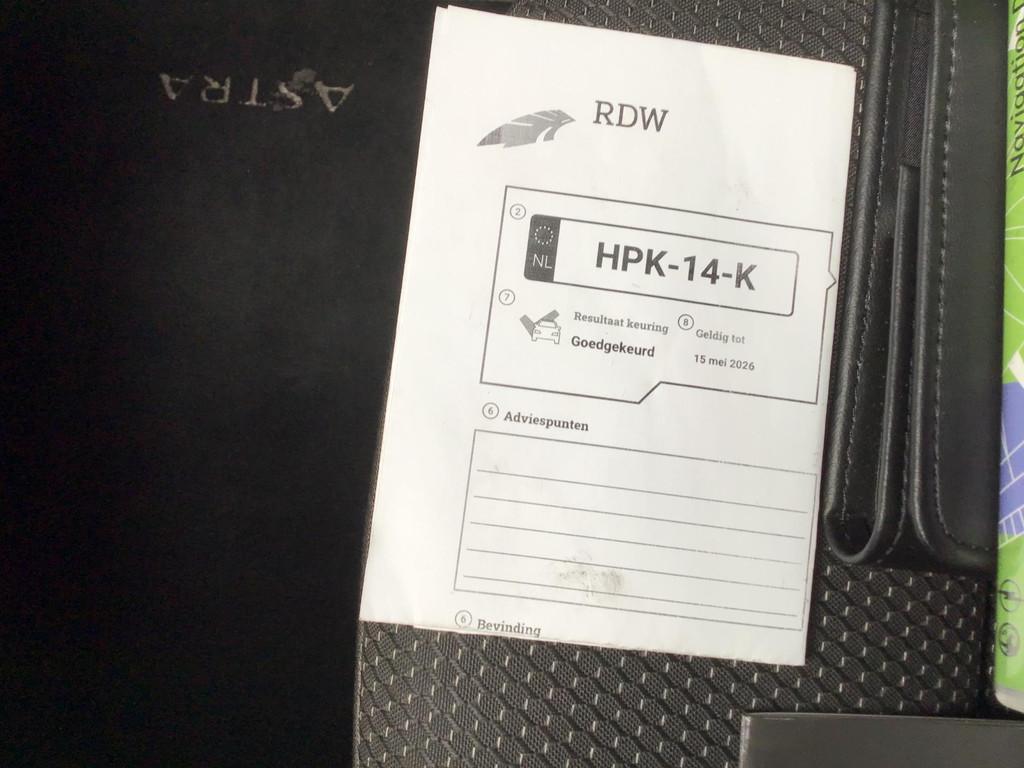 ASTRA
RDW
2
NL
HPK-14-K
7
Resultaat keuring
Goedgekeurd
8
Geldig tot
15 mei 2026
6 Adviespunten
6 Bevinding
Navigation